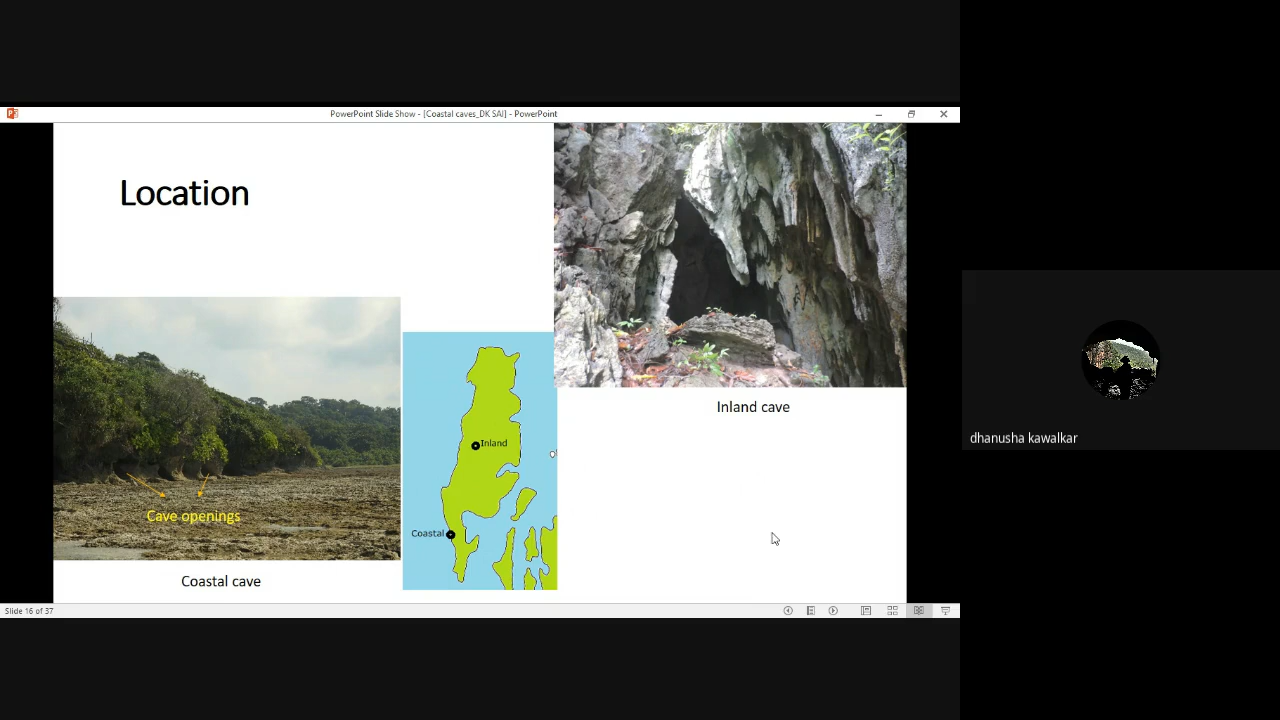 PowerPoint Slide Show - [Coastal caves_DK SAI] - PowerPoint
Location
Inland cave
Inland
Coastal
Cave openings
Coastal cave
dhanusha kawalkar
Slide 16 of 37